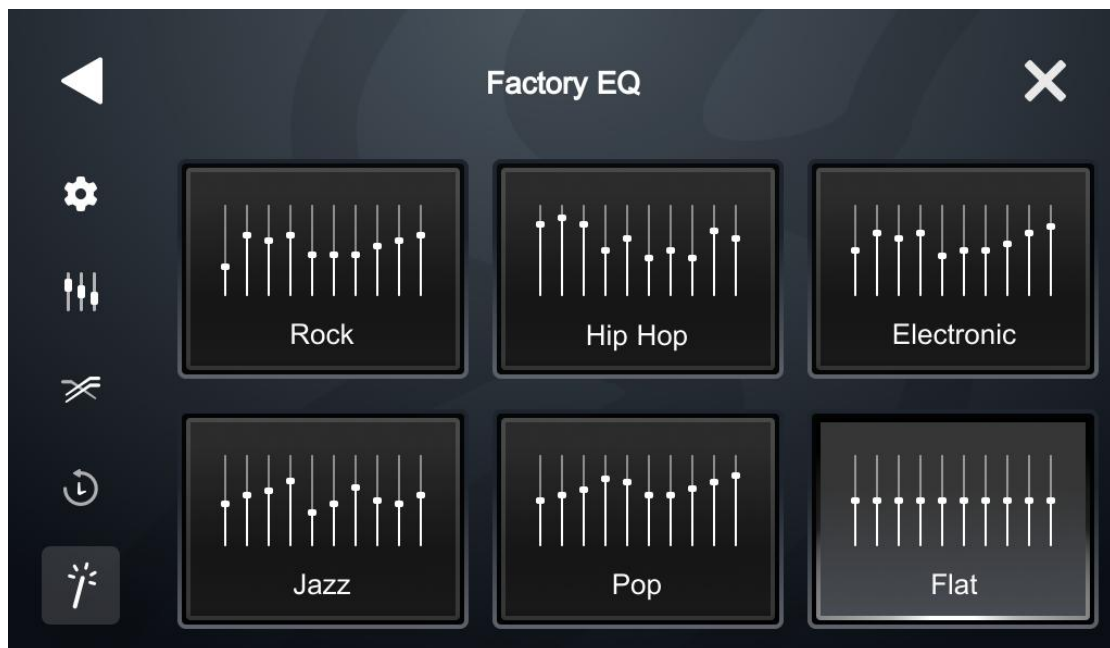 Factory EQ
Rock
Hip Hop
Electronic
Jazz
Pop
Flat